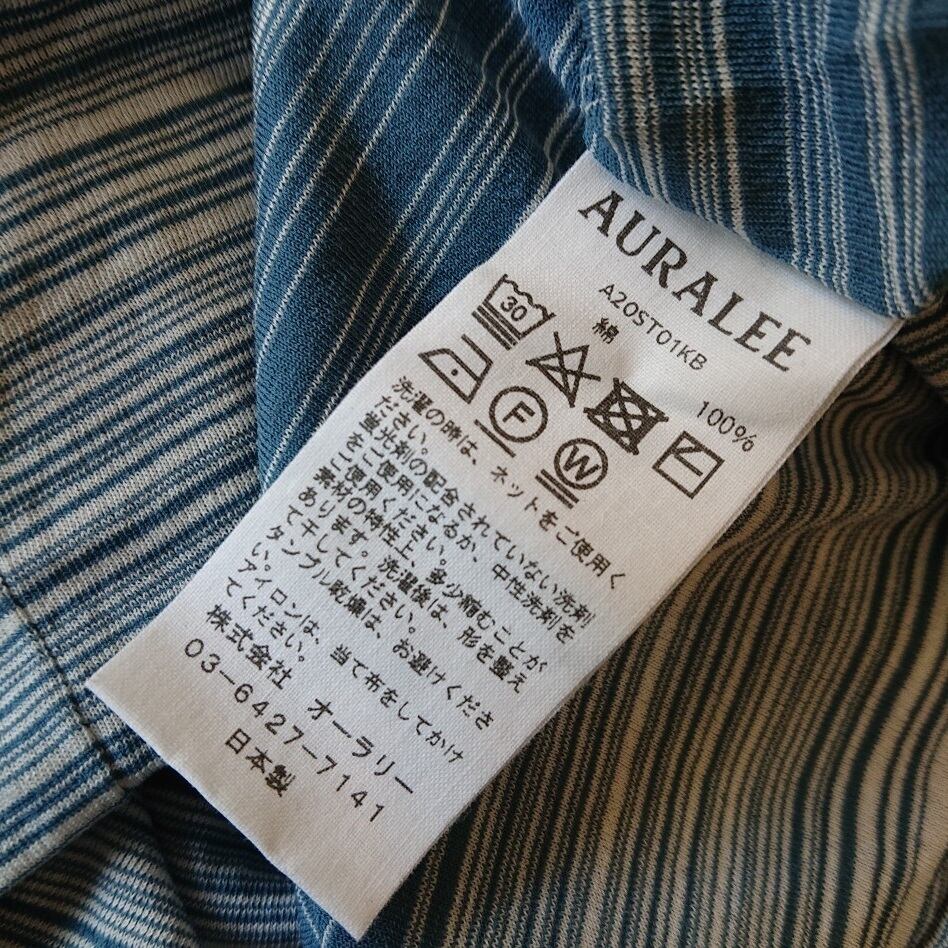 AURALEE
A20ST01KB
綿 100%
30
F
W
洗濯の時は、ネットをご使用く
ださい。
蛍光剤の配合されていない洗剤
をご使用になるか、中性洗剤を
ご使用ください。
素材の特性上、多少縮むことが
あります。洗濯後は、形を整え
て干してください。
タンブル乾燥は、お避けくださ
い。アイロンは、当て布をしてかけ
てください。
株式会社 オーラリー
03-6427-7141
日本製